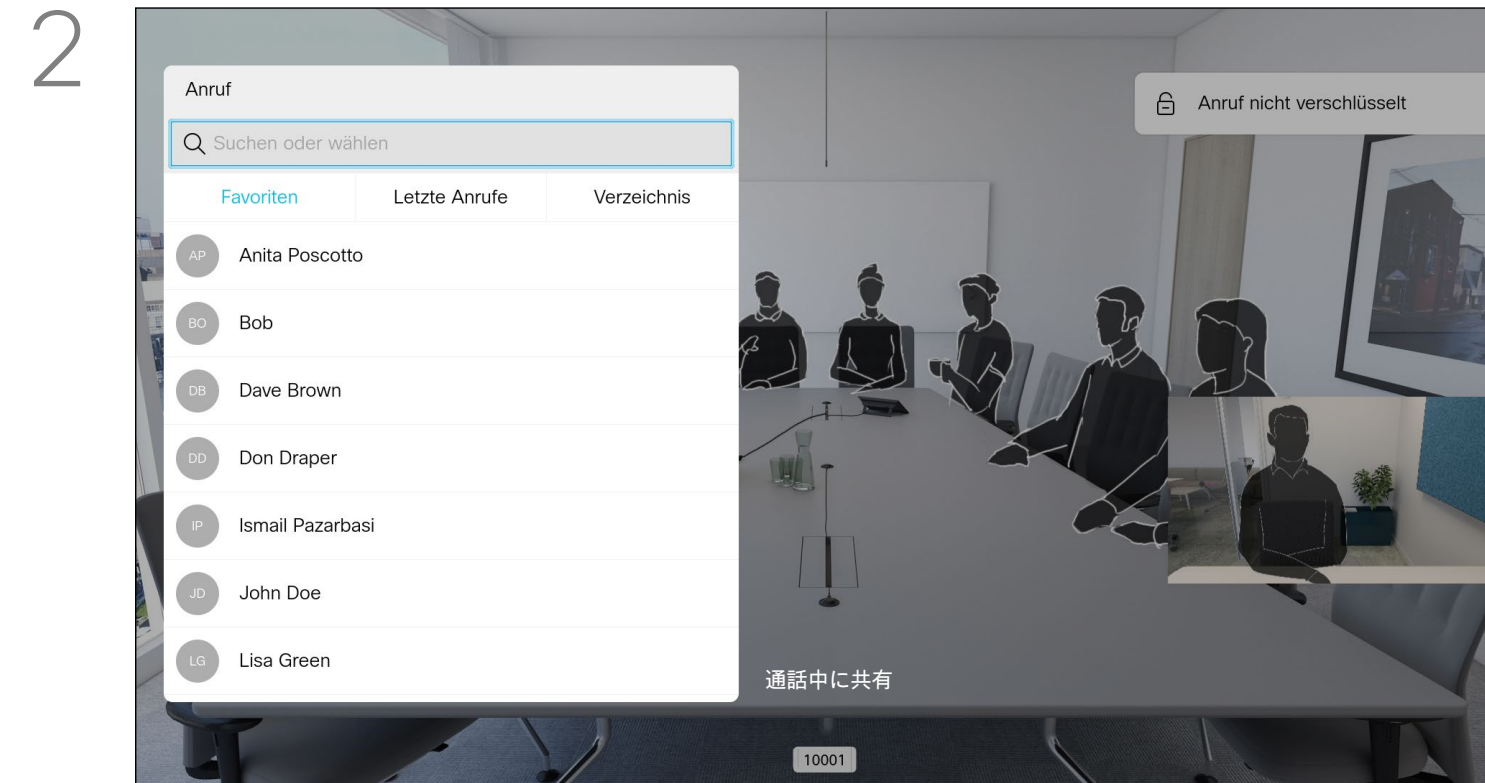 2
Anruf
Anruf nicht verschlüsselt
Suchen oder wählen
Favoriten Letzte Anrufe Verzeichnis
AP Anita Poscotto
BO Bob
DB Dave Brown
DD Don Draper
IP Ismail Pazarbasi
JD John Doe
LG Lisa Green
通話中に共有
10001